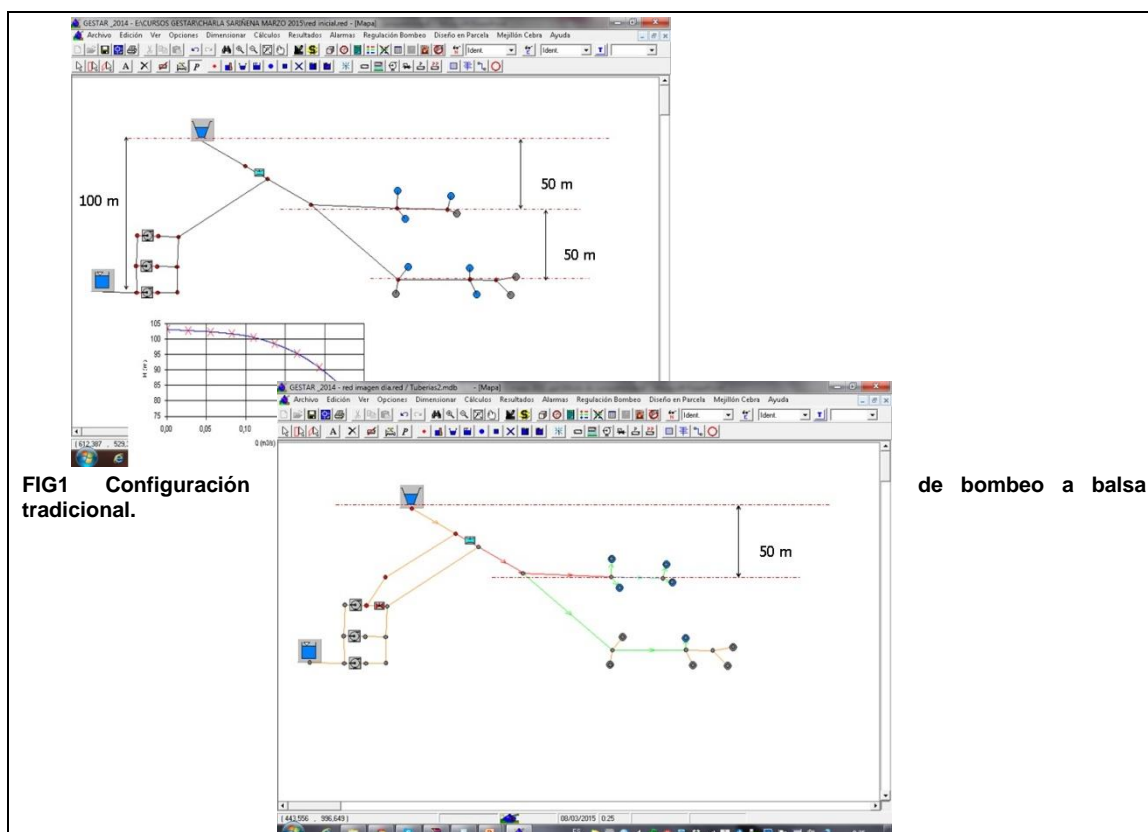 GESTAR _2014 - E:\CURSOS GESTAR\CHARLA SARIÑENA MARZO 2015\red inicial.red - [Mapa]
Archivo Edición Ver Opciones Dimensionar Cálculos Resultados Alarmas Regulación Bombeo Diseño en Parcela Mejillón Cebra Ayuda
Ident. Ident.
A P
50 m
100 m
50 m
105
100
95
90
85
80
75
H (m)
0,00 0,05 0,10
Q (m3/s)
GESTAR _2014 - red imagen dia.red / Tuberias2.mdb - [Mapa]
Archivo Edición Ver Opciones Dimensionar Cálculos Resultados Alarmas Regulación Bombeo Diseño en Parcela Mejillón Cebra Ayuda
Ident. Ident.
A P
FIG1 Configuración de bombeo a balsa
tradicional.
50 m
(443,556 , 996,649)
08/03/2015 0:25